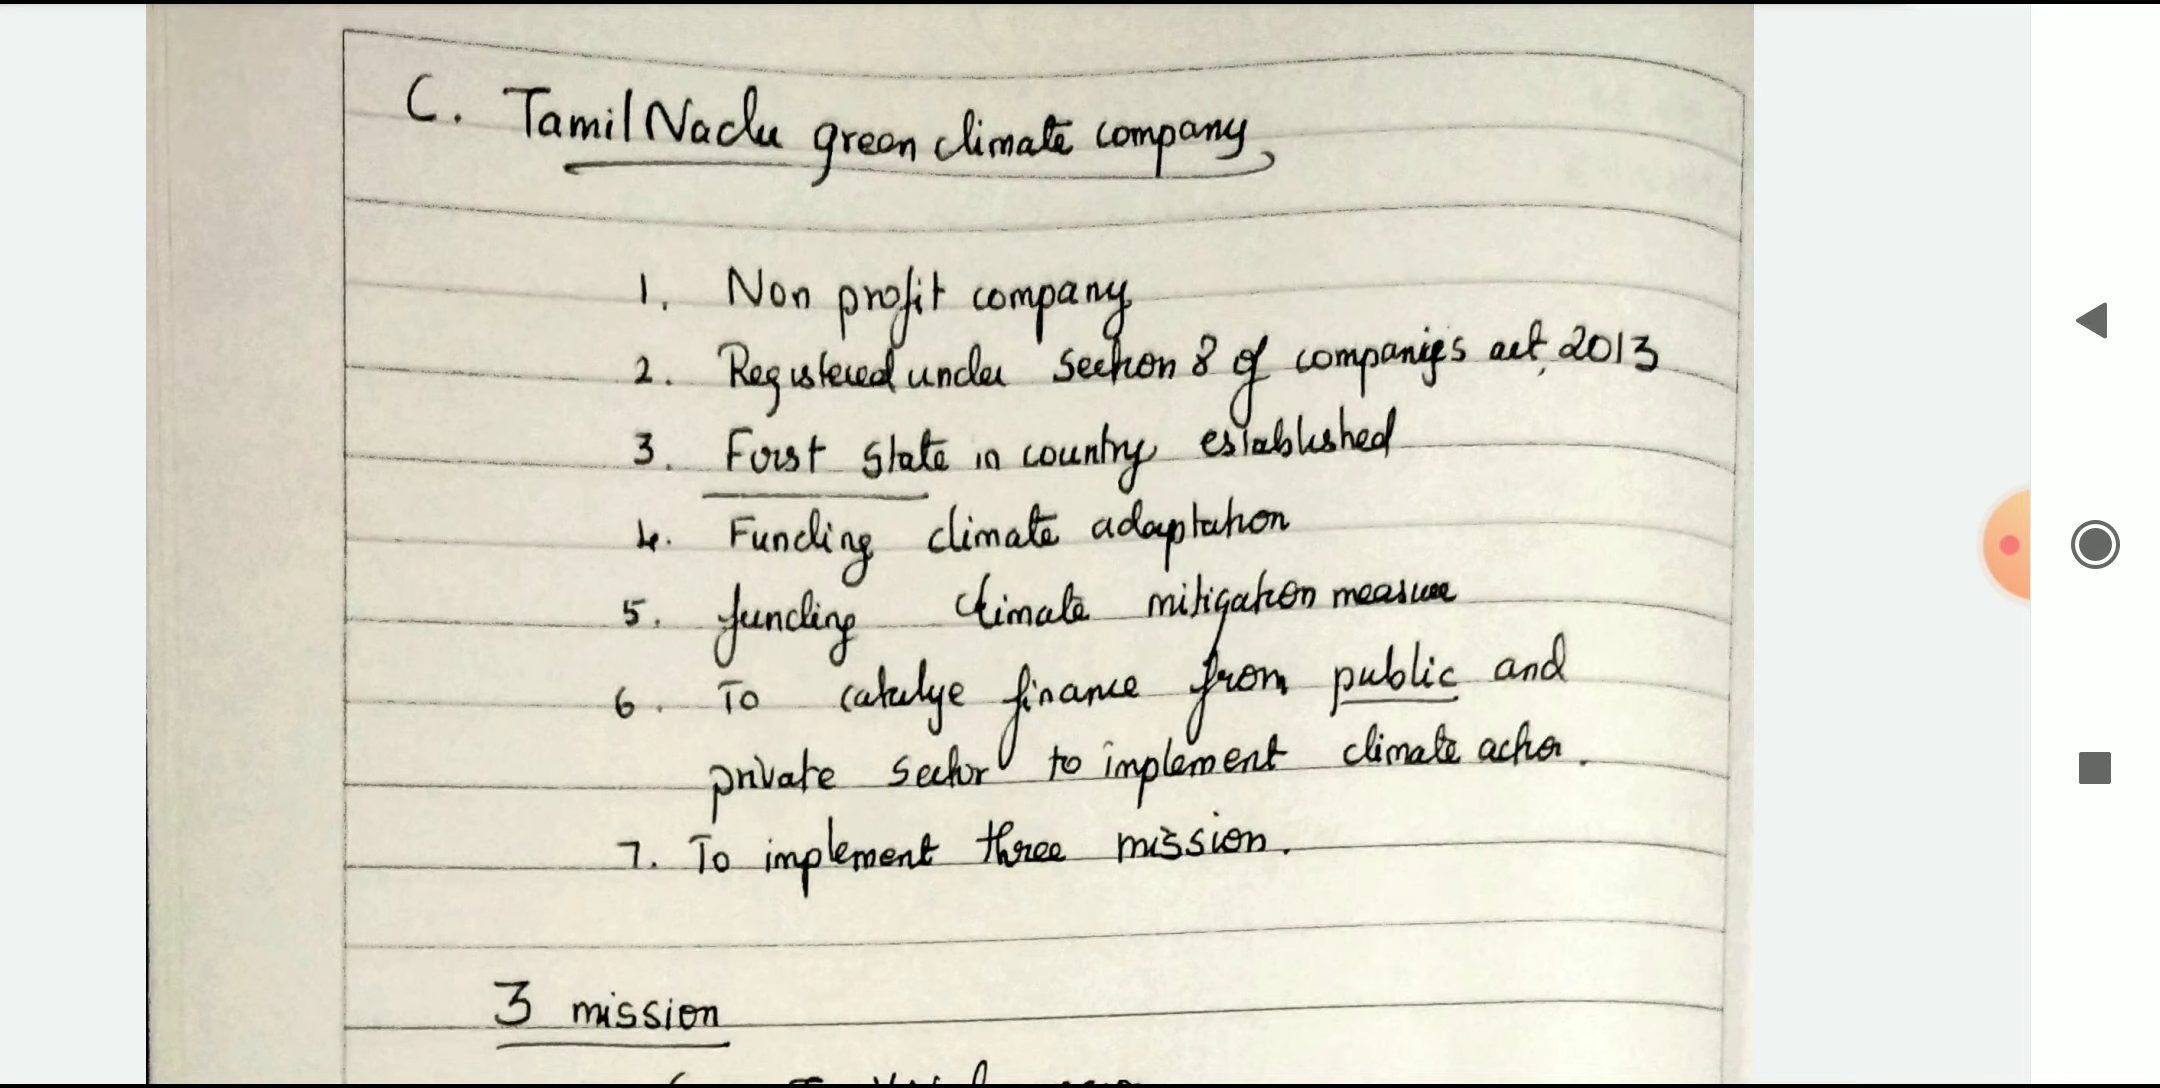 C. Tamil Nadu green climate company
1. Non profit company
2. Registered under Section 8 of companies act, 2013
3. First State in country established
4. Funding climate adaptation
5. funding climate mitigation measure
6. To catalye finance from public and
private sector to implement climate action.
7. To implement three mission.
3 mission